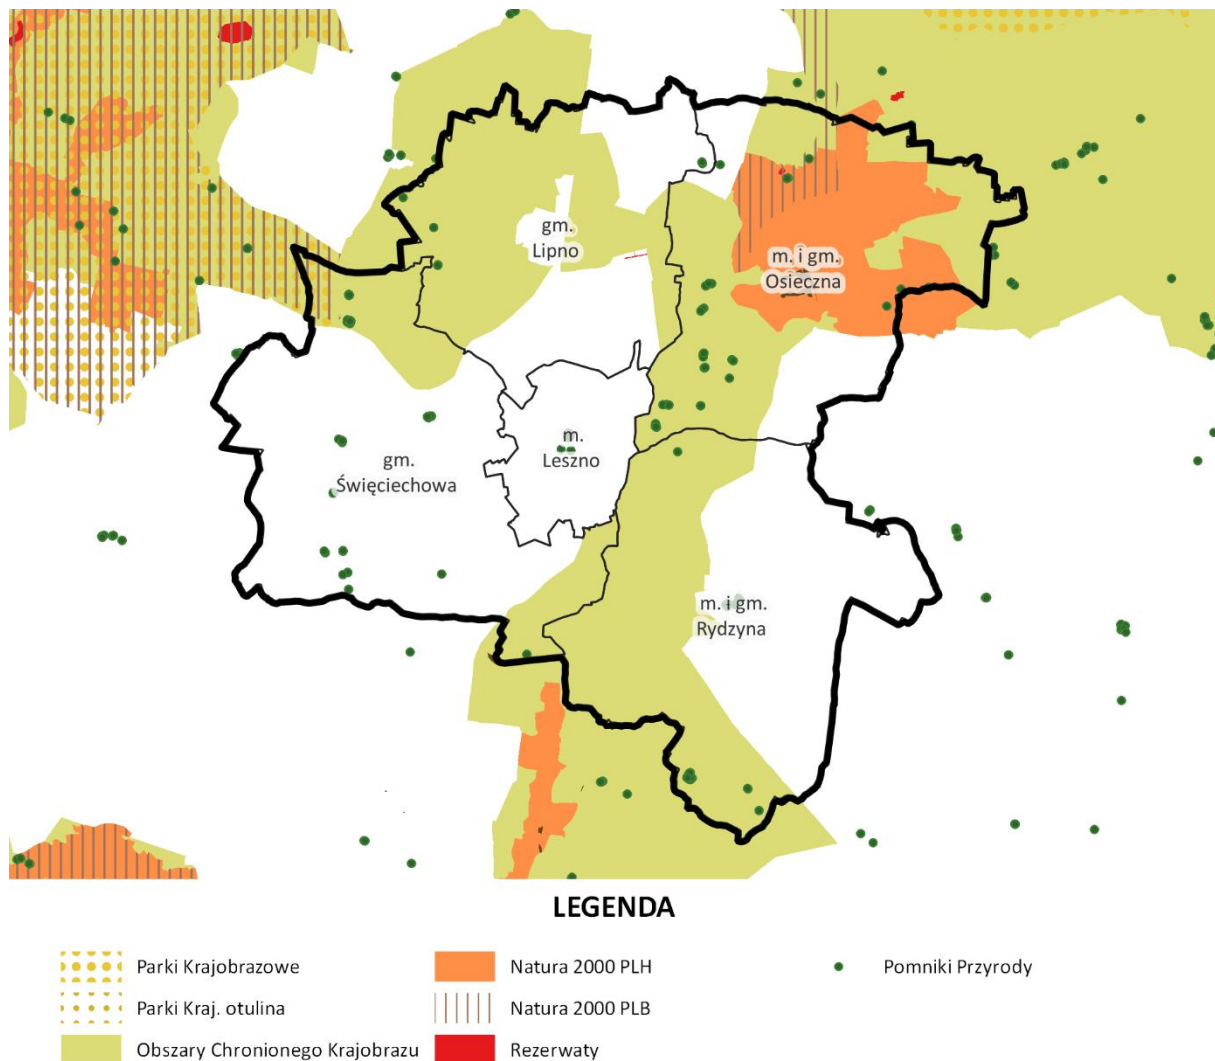 gm.
Lipno
m. i gm.
Osieczna
m.
Leszno
gm.
Święciechowa
m. i gm.
Rydzyna
LEGENDA
Parki Krajobrazowe
Natura 2000 PLH
Pomniki Przyrody
Parki Kraj. otulina
Natura 2000 PLB
Obszary Chronionego Krajobrazu
Rezerwaty